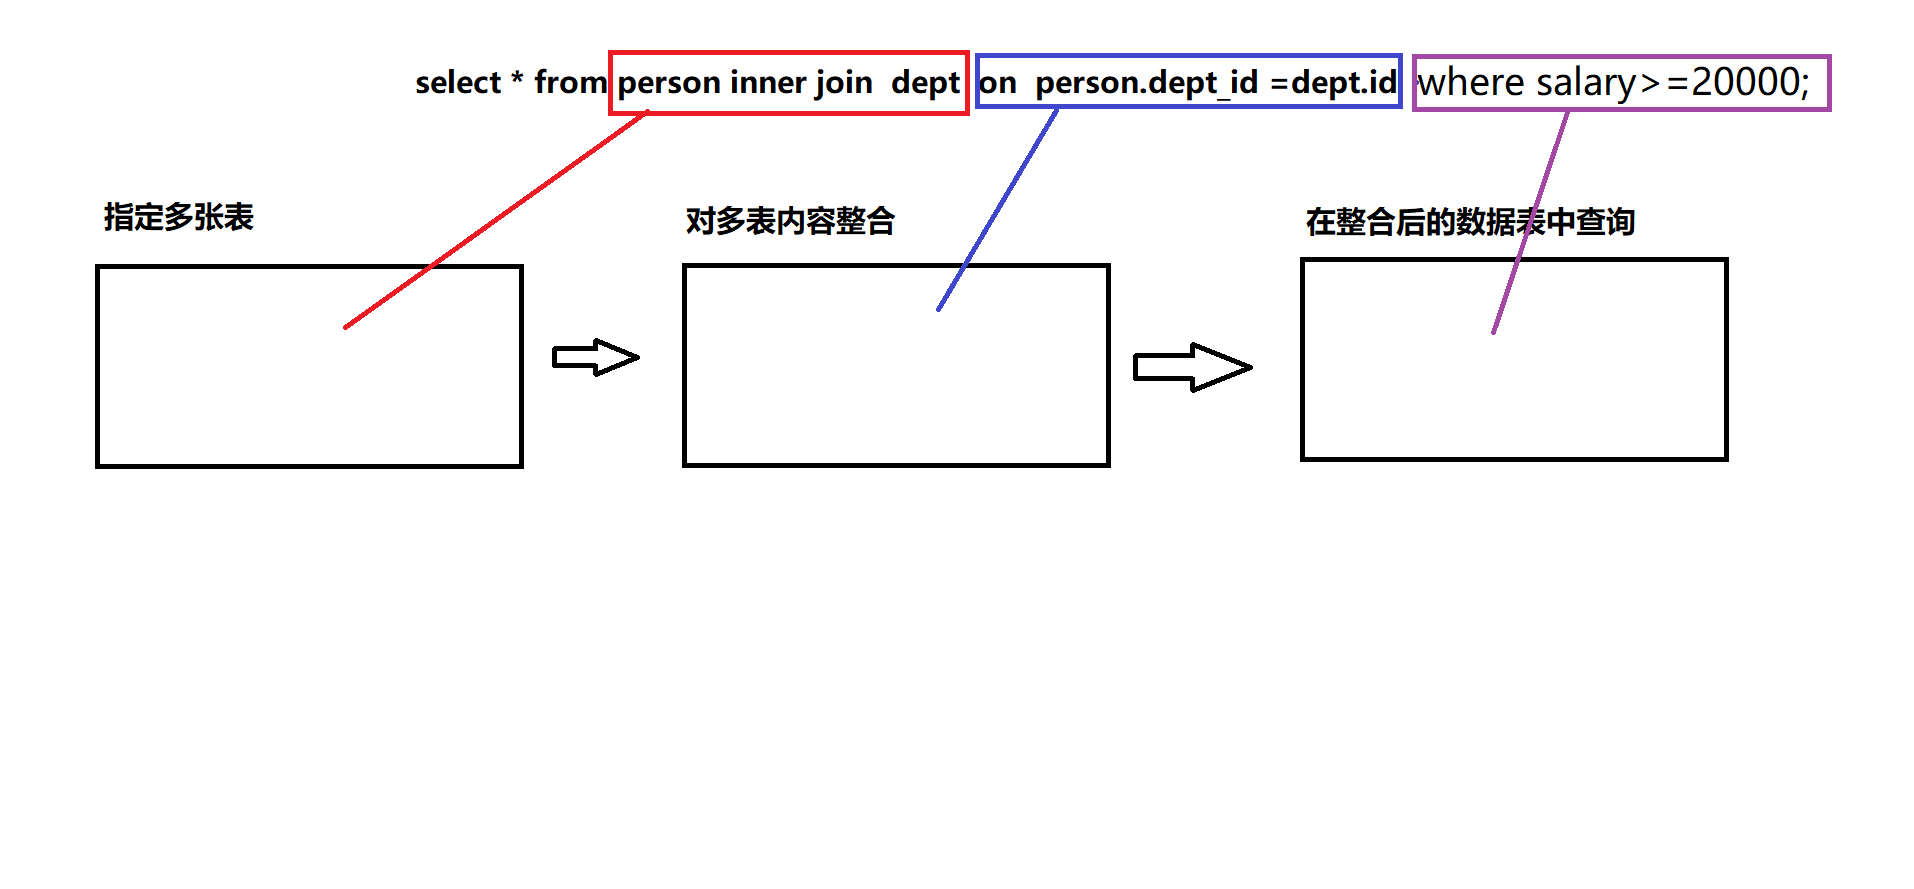 select * from person inner join dept on person.dept_id =dept.id where salary>=20000;
指定多张表
对多表内容整合
在整合后的数据表中查询